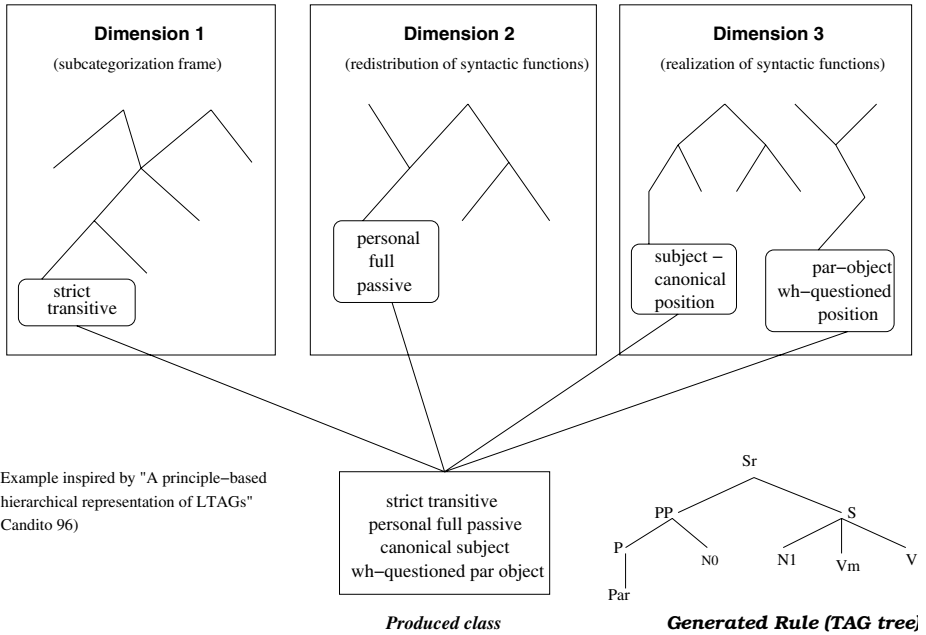 Dimension 1
(subcategorization frame)
strict
transitive
Dimension 2
(redistribution of syntactic functions)
personal
full
passive
Dimension 3
(realization of syntactic functions)
subject −
canonical
position
par−object
wh−questioned
position
Example inspired by "A principle−based
hierarchical representation of LTAGs"
Candito 96)
strict transitive
personal full passive
canonical subject
wh−questioned par object
Produced class
Sr
PP
S
P
N0
N1
Vm
V
Par
Generated Rule (TAG tree)